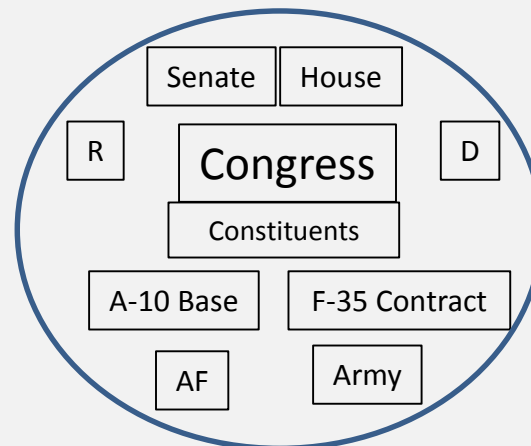 Senate House
R D
Congress
Constituents
A-10 Base F-35 Contract
AF Army